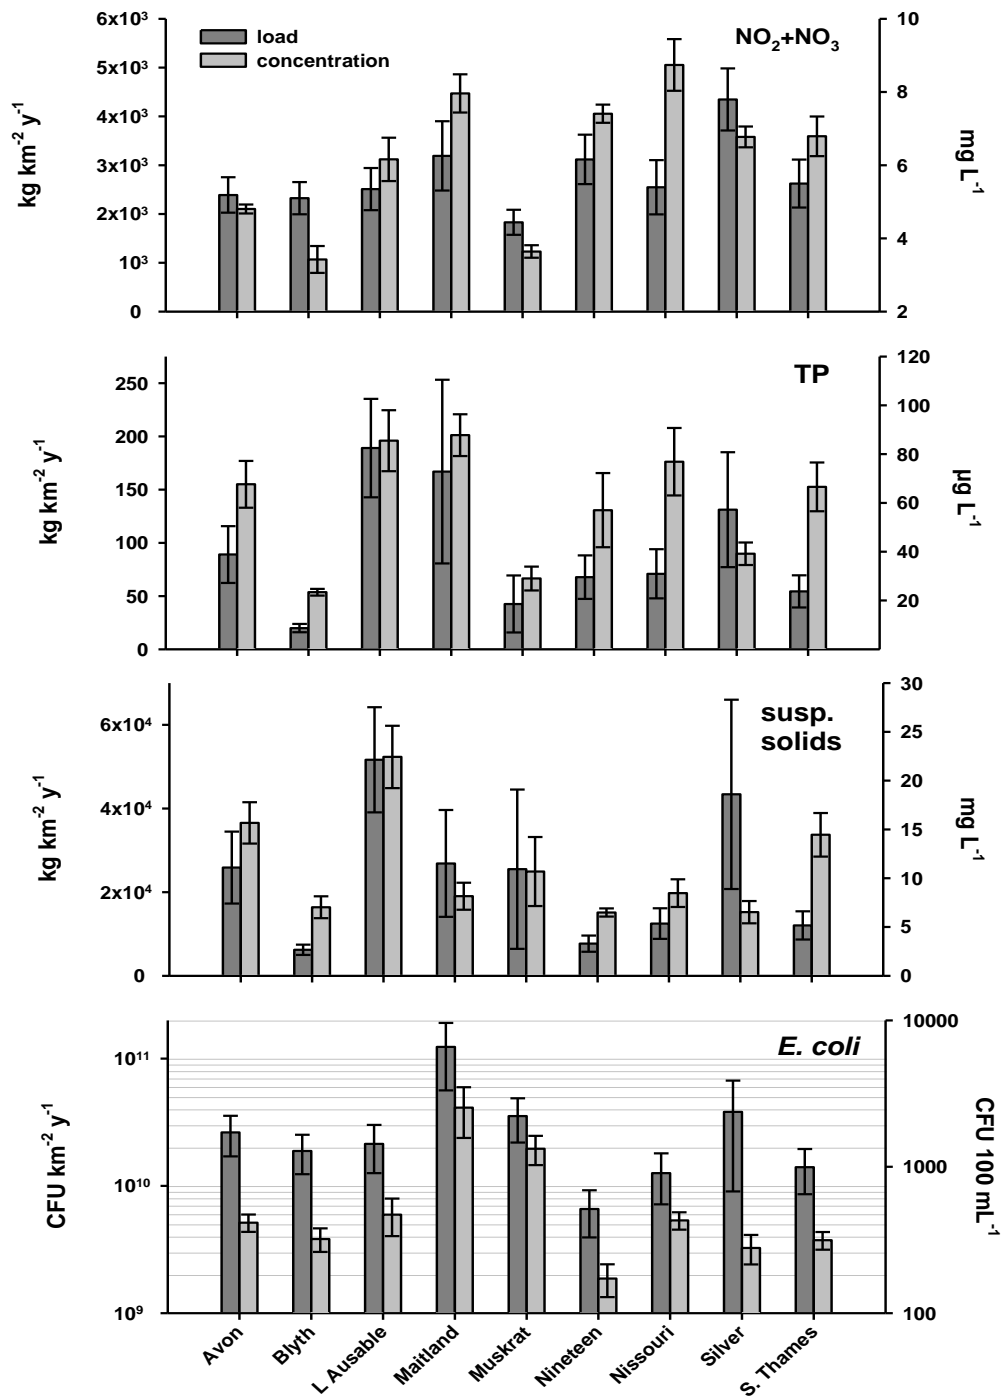 6x10³
5x10³
4x10³
3x10³
2x10³
10³
0
kg km⁻² y⁻¹
load
concentration
NO₂+NO₃
10
8
6
4
2
mg L⁻¹
250
200
150
100
50
0
kg km⁻² y⁻¹
TP
120
100
80
60
40
20
µg L⁻¹
6x10⁴
4x10⁴
2x10⁴
0
kg km⁻² y⁻¹
susp.
solids
30
25
20
15
10
5
0
mg L⁻¹
10¹¹
10¹⁰
10⁹
CFU km⁻² y⁻¹
E. coli
10000
1000
100
CFU 100 mL⁻¹
Avon
Blyth
L Ausable
Maitland
Muskrat
Nineteen
Nissouri
Silver
S. Thames